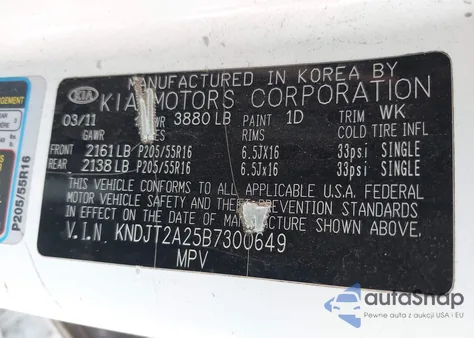 MANUFACTURED IN KOREA BY
KIA KIA MOTORS CORPORATION
03/11 3880 LB PAINT 1D TRIM WK
GAWR RIMS COLD TIRE INFL
FRONT 2161 LB P205/55R16 6.5JX16 33psi SINGLE
REAR 2138 LB P205/55R16 6.5Jx16 33psi SINGLE
THIS VEHICLE CONFORMS TO ALL APPLICABLE U.S.A. FEDERAL
MOTOR VEHICLE SAFETY AND THEFT PREVENTION STANDARDS
IN EFFECT ON THE DATE OF MANUFACTURE SHOWN ABOVE.
V.I.N. KNDJT2A25B7300649
MPV
P205/55R16
autoSnap
Pewne auta z aukcji USA i EU